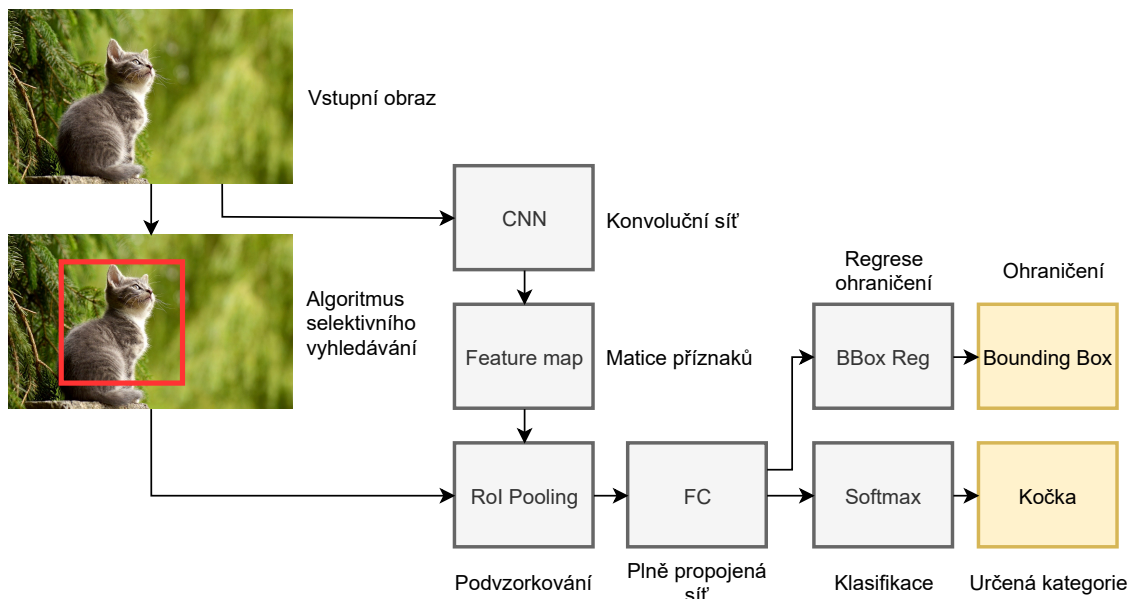 Vstupní obraz
CNN
Konvoluční síť
Algoritmus
selektivního
vyhledávání
Feature map
Matice příznaků
Regrese
ohraničení
BBox Reg
Ohraničení
Bounding Box
RoI Pooling
Podvzorkování
FC
Plně propojená
síť
Softmax
Klasifikace
Kočka
Určená kategorie